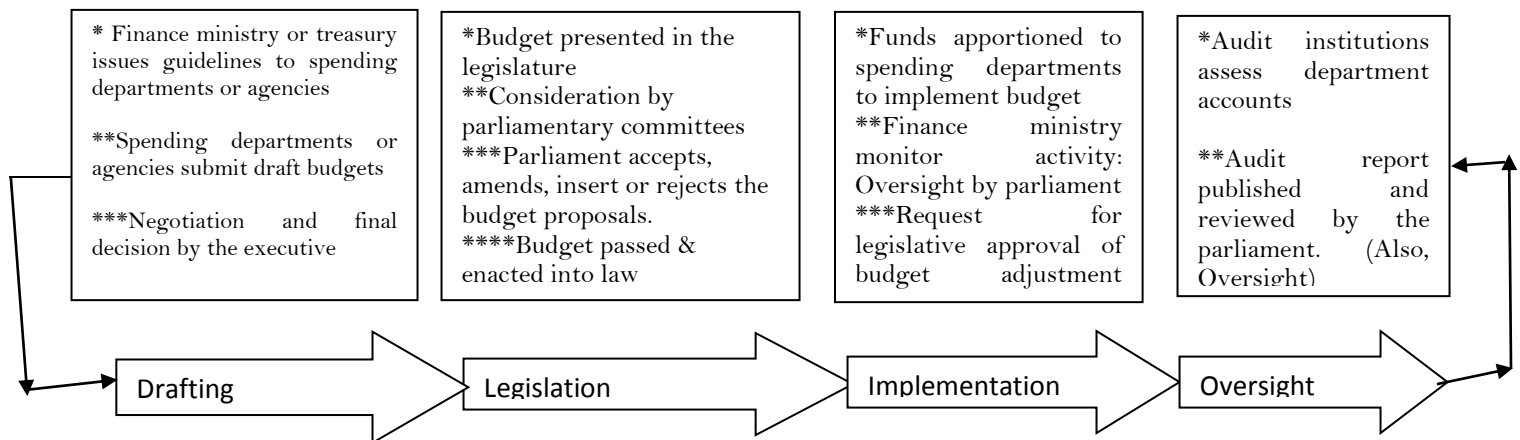 * Finance ministry or treasury
issues guidelines to spending
departments or agencies
**Spending departments or
agencies submit draft budgets
***Negotiation and final
decision by the executive
*Budget presented in the
legislature
**Consideration by
parliamentary committees
***Parliament accepts,
amends, insert or rejects the
budget proposals.
****Budget passed &
enacted into law
*Funds apportioned to
spending departments
to implement budget
**Finance ministry
monitor activity:
Oversight by parliament
***Request for
legislative approval of
budget adjustment
*Audit institutions
assess department
accounts
**Audit report
published and
reviewed by the
parliament. (Also,
Oversight)
Drafting
Legislation
Implementation
Oversight